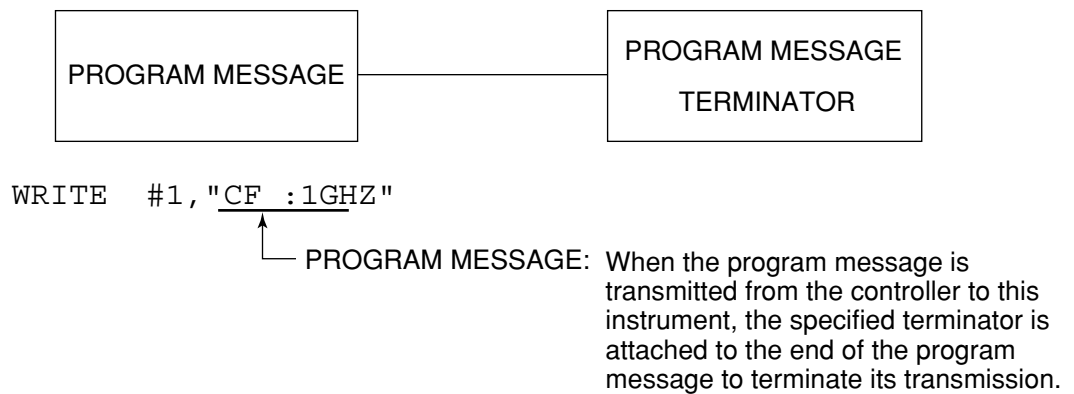 PROGRAM MESSAGE
PROGRAM MESSAGE
TERMINATOR
WRITE #1,"CF :1GHZ"
PROGRAM MESSAGE: When the program message is
transmitted from the controller to this
instrument, the specified terminator is
attached to the end of the program
message to terminate its transmission.